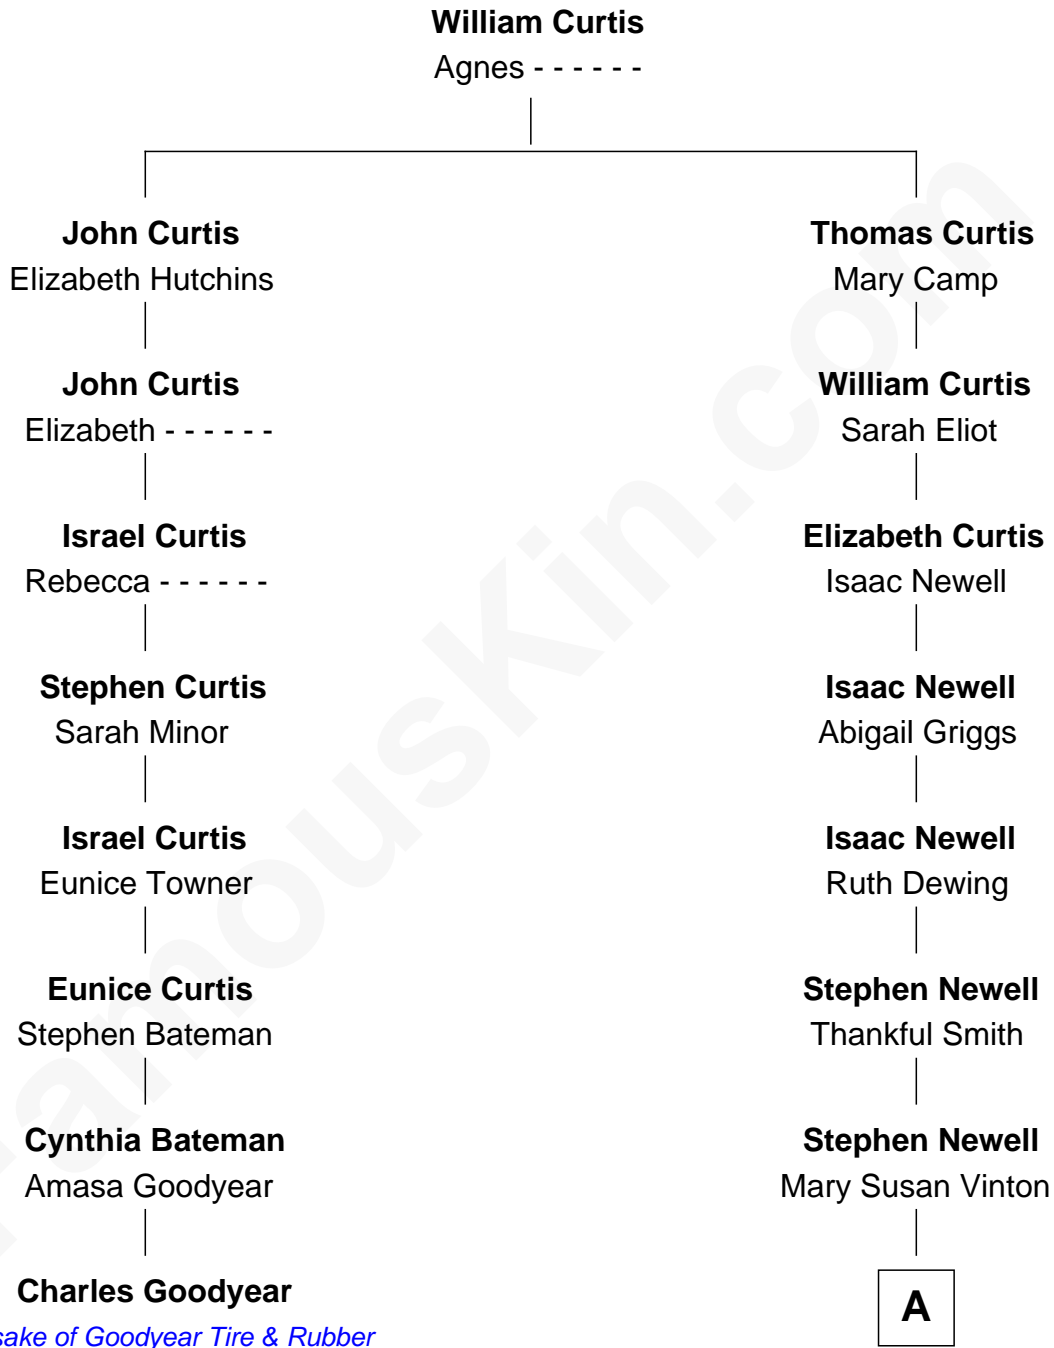 William Curtis
Agnes - - - - - -
John Curtis
Elizabeth Hutchins
Thomas Curtis
Mary Camp
John Curtis
Elizabeth - - - - - -
William Curtis
Sarah Eliot
Israel Curtis
Rebecca - - - - - -
Elizabeth Curtis
Isaac Newell
Stephen Curtis
Sarah Minor
Isaac Newell
Abigail Griggs
Israel Curtis
Eunice Towner
Isaac Newell
Ruth Dewing
Eunice Curtis
Stephen Bateman
Stephen Newell
Thankful Smith
Cynthia Bateman
Amasa Goodyear
Stephen Newell
Mary Susan Vinton
Charles Goodyear
sake of Goodyear Tire & Rubber
A
FamousKin.com